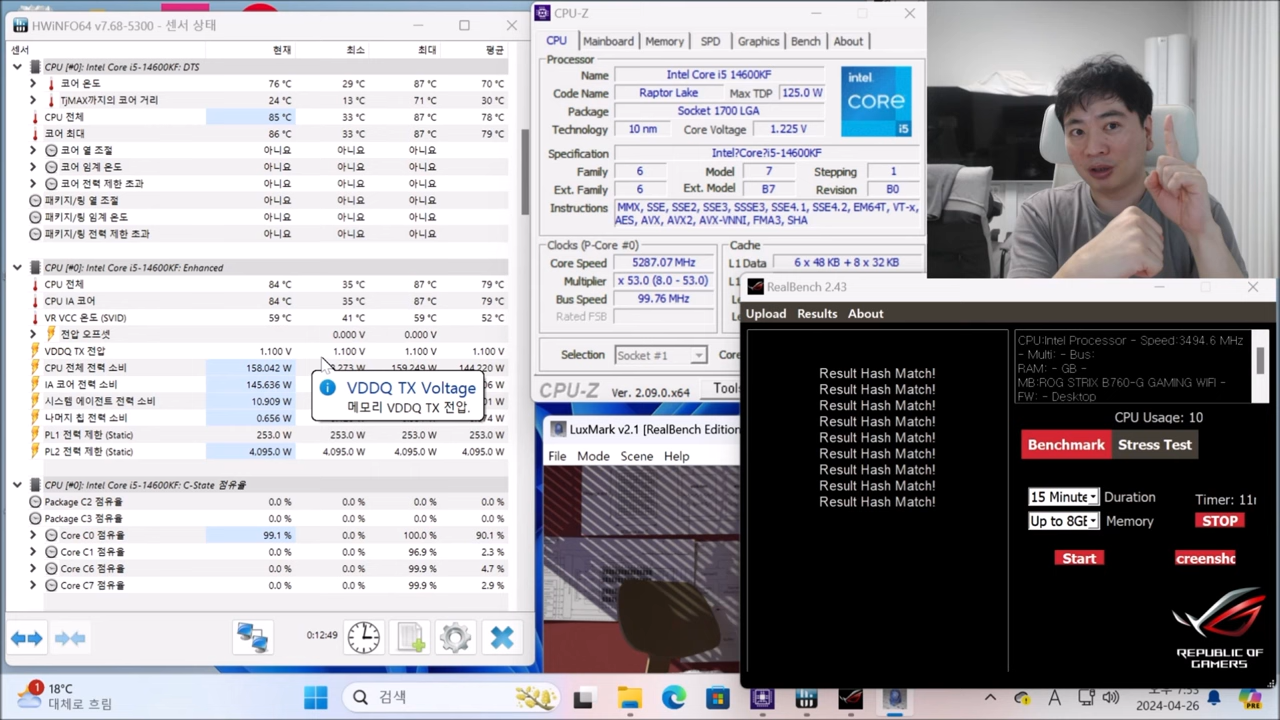 HWiNFO64 v7.68-5300 - 센서 상태
센서 현재 최소 최대 평균
CPU [#0]: Intel Core i5-14600KF: DTS
코어 온도 76 °C 29 °C 87 °C 70 °C
TjMAX까지의 코어 거리 24 °C 13 °C 71 °C 30 °C
CPU 전체 85 °C 33 °C 87 °C 78 °C
코어 최대 86 °C 33 °C 87 °C 79 °C
코어 열 조절 아니요 아니요 아니요
코어 임계 온도 아니요 아니요 아니요
코어 전력 제한 초과 아니요 아니요 아니요
패키지/링 열 조절 아니요 아니요 아니요
패키지/링 임계 온도 아니요 아니요 아니요
패키지/링 전력 제한 초과 아니요 아니요 아니요
CPU [#0]: Intel Core i5-14600KF: Enhanced
CPU 전체 84 °C 35 °C 87 °C 79 °C
CPU IA 코어 84 °C 35 °C 87 °C 79 °C
VR VCC 온도 (SVID) 59 °C 41 °C 59 °C 52 °C
전압 오프셋 0.000 V 0.000 V
VDDQ TX 전압 1.100 V 1.100 V 1.100 V 1.100 V
CPU 전체 전력 소비 158.042 W 273 W 159.249 W 144.220 W
IA 코어 전력 소비 145.636 W 06 W
시스템 에이전트 전력 소비 10.909 W W
나머지 칩 전력 소비 0.656 W 4 W
PL1 전력 제한 (Static) 253.0 W 253.0 W 253.0 W 253.0 W
PL2 전력 제한 (Static) 4,095.0 W 4,095.0 W 4,095.0 W 4,095.0 W
VDDQ TX Voltage
메모리 VDDQ TX 전압.
CPU [#0]: Intel Core i5-14600KF: C-State 점유율
Package C2 점유율 0.0 % 0.0 % 0.0 % 0.0 %
Package C3 점유율 0.0 % 0.0 % 0.0 % 0.0 %
Core C0 점유율 99.1 % 0.0 % 100.0 % 90.1 %
Core C1 점유율 0.0 % 0.0 % 96.9 % 2.3 %
Core C6 점유율 0.0 % 0.0 % 99.9 % 4.7 %
Core C7 점유율 0.0 % 0.0 % 99.9 % 2.9 %
0:12:49
CPU-Z
CPU Mainboard Memory SPD Graphics Bench About
Processor
Name Intel Core i5 14600KF
Code Name Raptor Lake Max TDP 125.0 W
Package Socket 1700 LGA
Technology 10 nm Core Voltage 1.225 V
intel
CORE
i5
Specification Intel?Core?i5-14600KF
Family 6 Model 7 Stepping 1
Ext. Family 6 Ext. Model B7 Revision B0
Instructions MMX, SSE, SSE2, SSE3, SSSE3, SSE4.1, SSE4.2, EM64T, VT-x,
AES, AVX, AVX2, AVX-VNNI, FMA3, SHA
Clocks (P-Core #0)
Core Speed 5287.07 MHz
Multiplier x 53.0 (8.0 - 53.0)
Bus Speed 99.76 MHz
Rated FSB
Cache
L1 Data 6 x 48 KB + 8 x 32 KB
L1
Selection Socket #1 Core
CPU-Z Ver. 2.09.0.x64 Tools
LuxMark v2.1 [RealBench Edition
File Mode Scene Help
RealBench 2.43
Upload Results About
Result Hash Match!
Result Hash Match!
Result Hash Match!
Result Hash Match!
Result Hash Match!
Result Hash Match!
Result Hash Match!
Result Hash Match!
Result Hash Match!
CPU:Intel Processor - Speed:3494.6 MHz
- Multi: - Bus:
RAM: - GB -
MB:ROG STRIX B760-G GAMING WIFI -
FW: - Desktop
CPU Usage: 10
Benchmark Stress Test
15 Minute Duration Timer: 11
Up to 8GB Memory STOP
Start creensho
REPUBLIC OF
GAMERS
1
18°C
대체로 흐림
검색
A
오후 7:33
2024-04-26
PRE